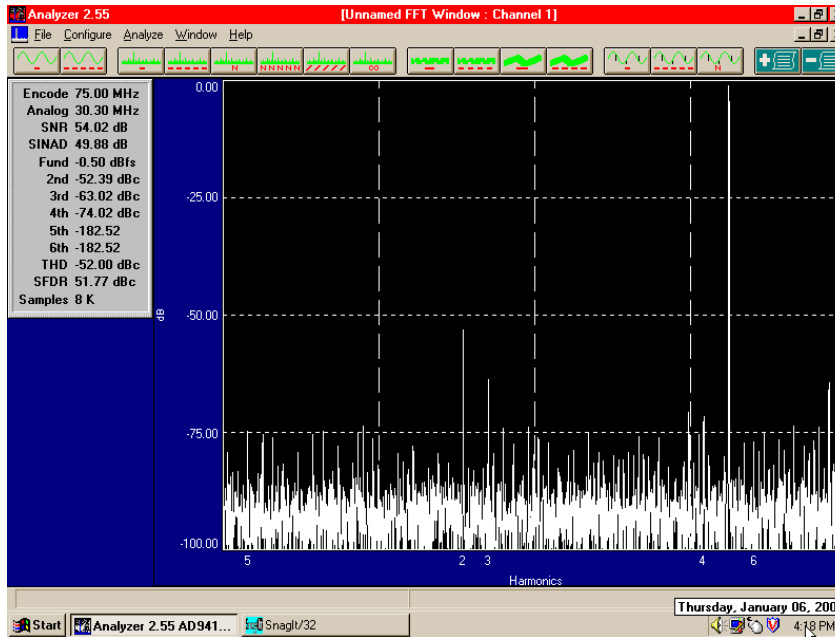 Analyzer 2.55 [Unnamed FFT Window : Channel 1]
File Configure Analyze Window Help
N NNNNN ///// ∞ N
Encode 75.00 MHz
Analog 30.30 MHz
SNR 54.02 dB
SINAD 49.88 dB
Fund -0.50 dBfs
2nd -52.39 dBc
3rd -63.02 dBc
4th -74.02 dBc
5th -182.52
6th -182.52
THD -52.00 dBc
SFDR 51.77 dBc
Samples 8 K
0.00
-25.00
dB
-50.00
-75.00
-100.00
5 2 3 4 6
Harmonics
Thursday, January 06, 200
Start Analyzer 2.55 AD941... SnagIt/32 4:18 PM